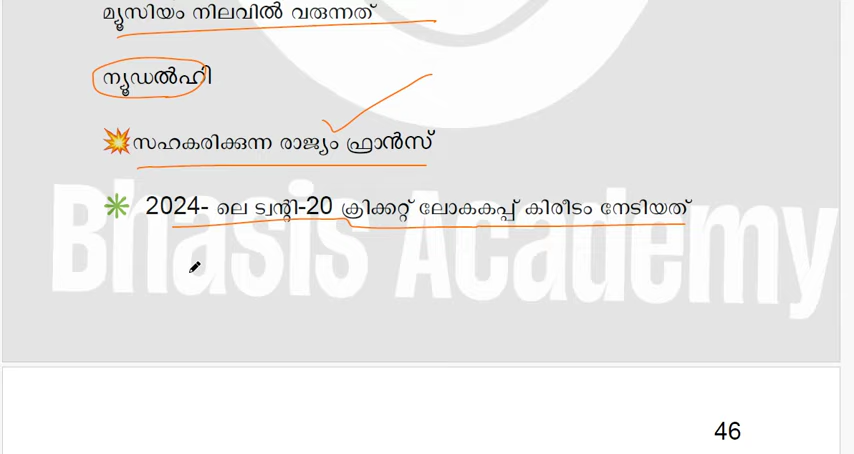 മ്യൂസിയം നിലവിൽ വരുന്നത്
ന്യൂഡൽഹി
സഹകരിക്കുന്ന രാജ്യം ഫ്രാൻസ്
2024- ലെ ട്വന്റി-20 ക്രിക്കറ്റ് ലോകകപ്പ് കിരീടം നേടിയത്
Bhasis Academy
46